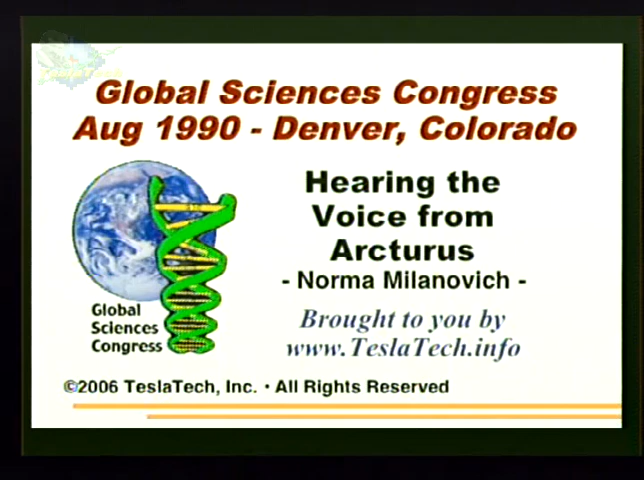 TeslaTech
Global Sciences Congress
Aug 1990 - Denver, Colorado
Hearing the
Voice from
Arcturus
- Norma Milanovich -
Global
Sciences
Congress
Brought to you by
www.TeslaTech.info
©2006 TeslaTech, Inc. • All Rights Reserved